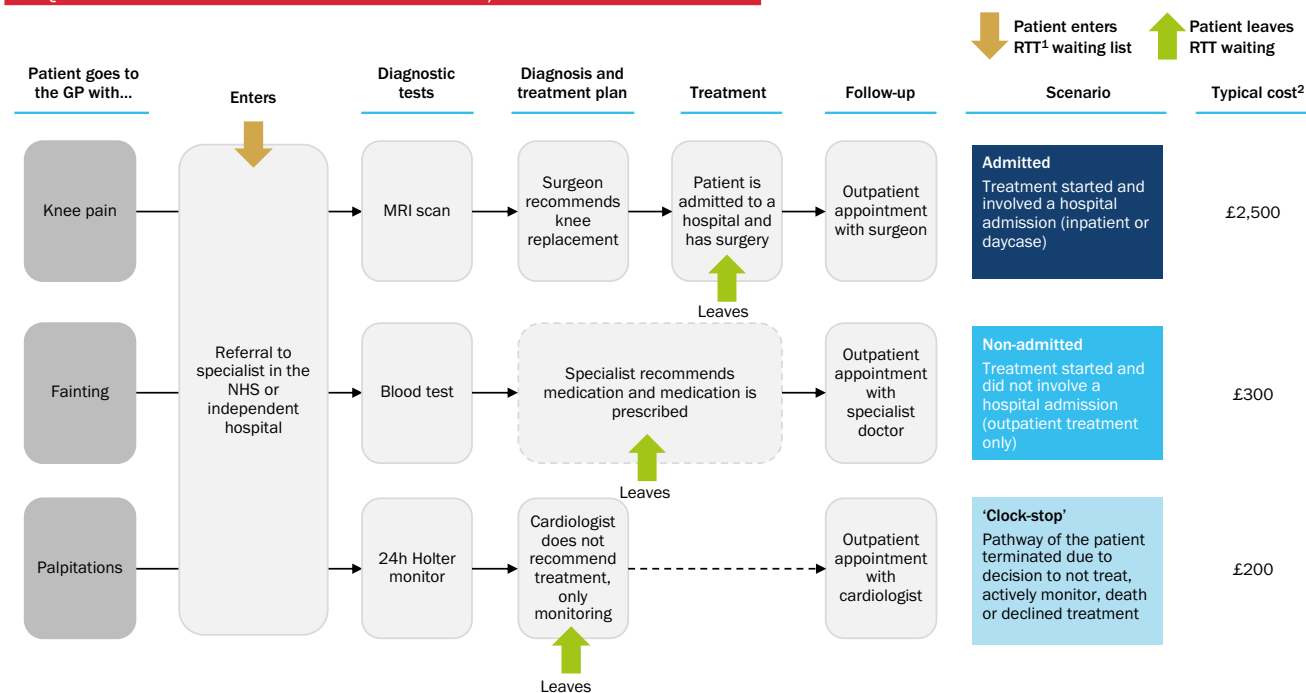 Patient enters
RTT1 waiting list
Patient leaves
RTT waiting
Patient goes to
the GP with...
Enters
Diagnostic
tests
Diagnosis and
treatment plan
Treatment
Follow-up
Scenario
Typical cost2
Knee pain
MRI scan
Surgeon
recommends
knee
replacement
Patient is
admitted to a
hospital and
has surgery
Outpatient
appointment
with surgeon
Admitted
Treatment started and
involved a hospital
admission (inpatient or
daycase)
£2,500
Leaves
Referral to
specialist in the
NHS or
independent
hospital
Fainting
Blood test
Specialist recommends
medication and medication is
prescribed
Outpatient
appointment
with
specialist
doctor
Non-admitted
Treatment started and
did not involve a
hospital admission
(outpatient treatment
only)
£300
Leaves
Palpitations
24h Holter
monitor
Cardiologist
does not
recommend
treatment,
only
monitoring
Outpatient
appointment
with
cardiologist
‘Clock-stop’
Pathway of the patient
terminated due to
decision to not treat,
actively monitor, death
or declined treatment
£200
Leaves